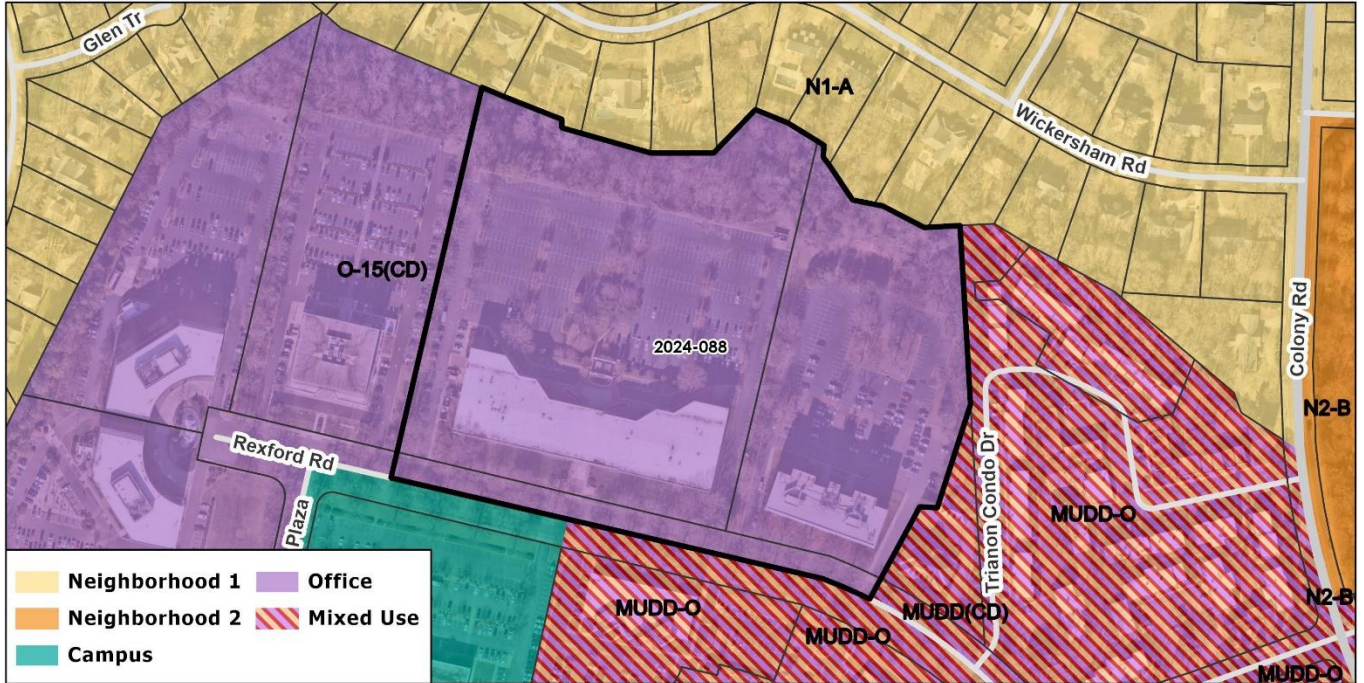 Glen Tr
N1-A
Wickersham Rd
O-15(CD)
2024-088
Colony Rd
N2-B
Rexford Rd
Plaza
Trianon Condo Dr
MUDD-O
MUDD-O
MUDD(CD)
MUDD-O
N2-B
MUDD-O
Neighborhood 1
Office
Neighborhood 2
Mixed Use
Campus